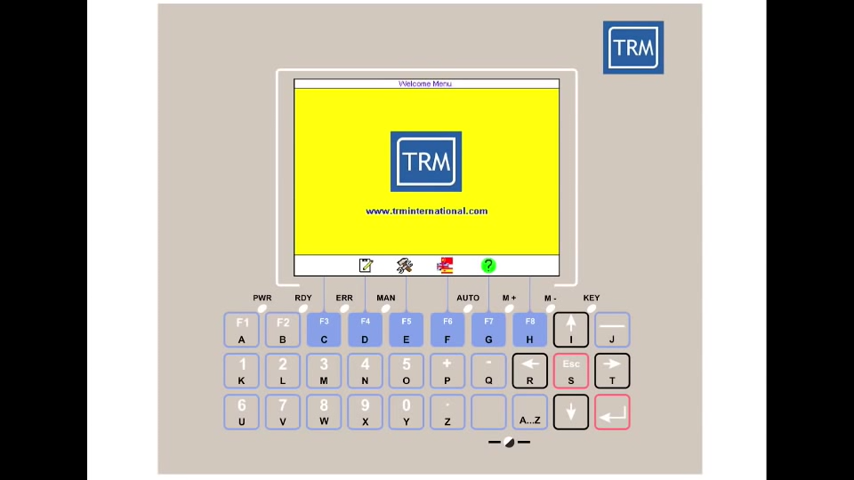 TRM
Welcome Menu
TRM
www.trminternational.com
?
PWR RDY ERR MAN AUTO M + M - KEY
F1 F2 F3 F4 F5 F6 F7 F8
A B C D E F G H I J
1 2 3 4 5 + - Esc
K L M N O P Q R S T
6 7 8 9 0 .
U V W X Y Z A...Z